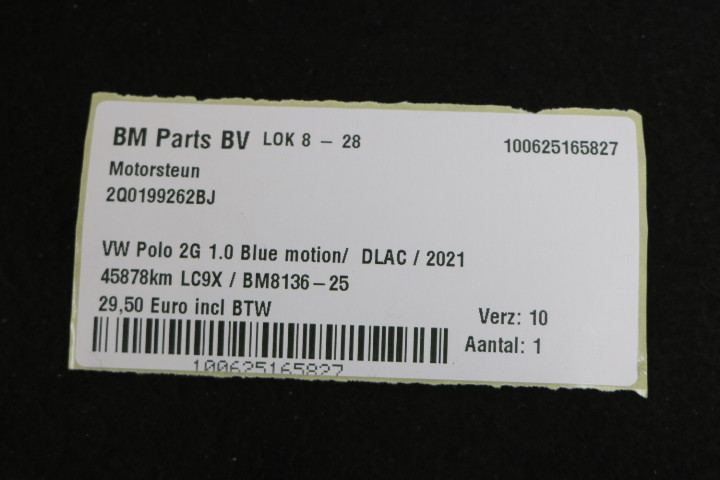 BM Parts BV LOK 8 - 28 100625165827
Motorsteun
2Q0199262BJ
VW Polo 2G 1.0 Blue motion/ DLAC / 2021
45878km LC9X / BM8136-25
29,50 Euro incl BTW Verz: 10
Aantal: 1
100625165827